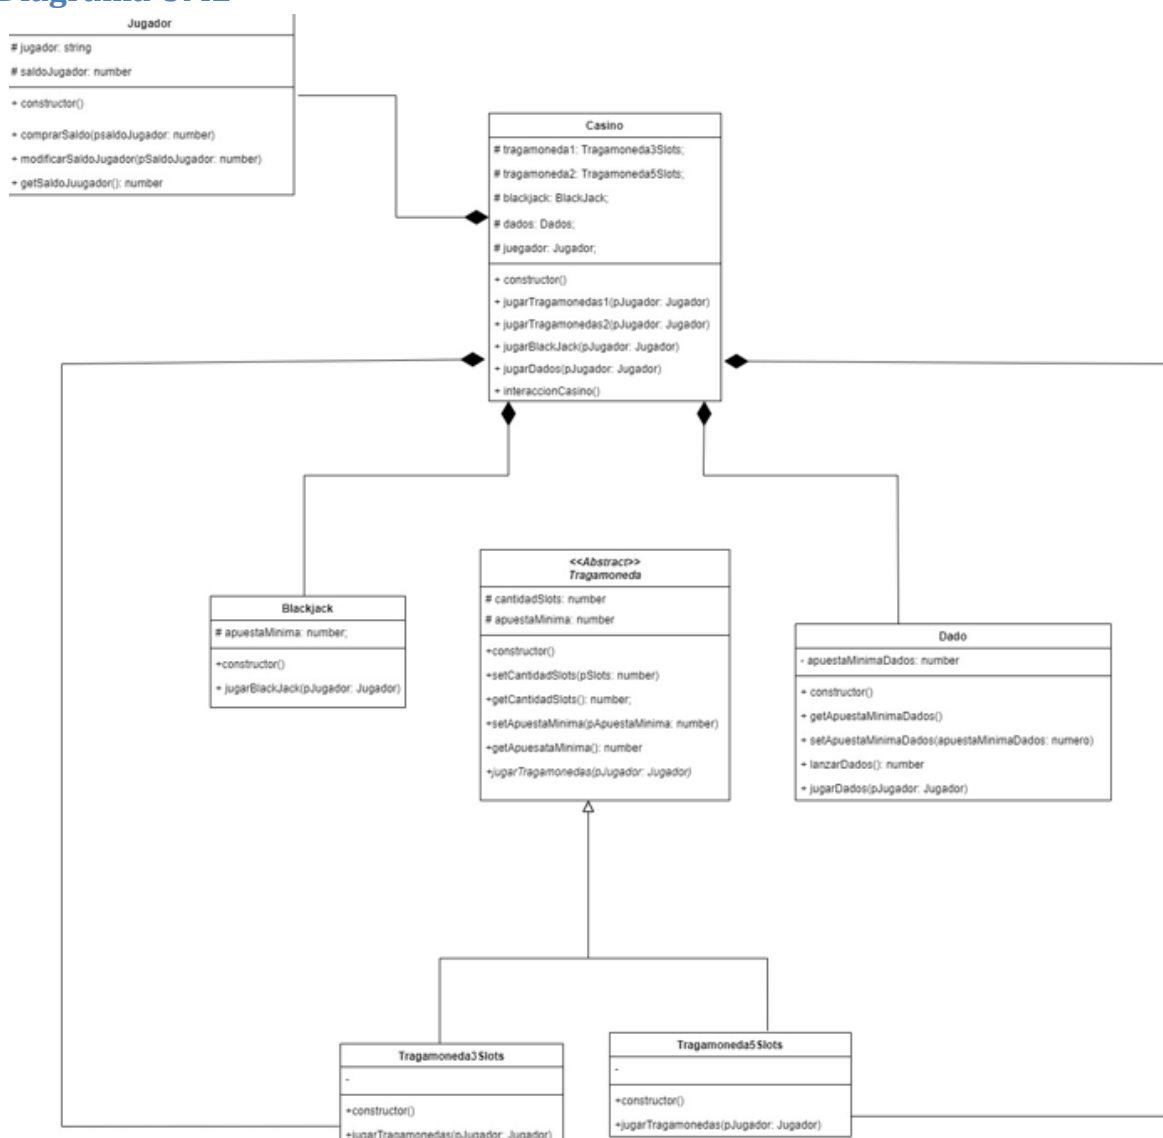 Diagrama UML
Jugador
# jugador: string
# saldoJugador: number
+ constructor()
+ comprarSaldo(psaldoJugador: number)
+ modificarSaldoJugador(pSaldoJugador: number)
+ getSaldoJuugador(): number
Casino
# tragamoneda1: Tragamoneda3Slots;
# tragamoneda2: Tragamoneda5Slots;
# blackjack: BlackJack;
# dados: Dados;
# juegador: Jugador;
+ constructor()
+ jugarTragamonedas1(pJugador: Jugador)
+ jugarTragamonedas2(pJugador: Jugador)
+ jugarBlackJack(pJugador: Jugador)
+ jugarDados(pJugador: Jugador)
+ interaccionCasino()
Blackjack
# apuestaMinima: number;
+constructor()
+ jugarBlackJack(pJugador: Jugador)
<<Abstract>>
Tragamoneda
# cantidadSlots: number
# apuestaMinima: number
+constructor()
+setCantidadSlots(pSlots: number)
+getCantidadSlots(): number;
+setApuestaMinima(pApuestaMinima: number)
+getApuesataMinima(): number
+jugarTragamonedas(pJugador: Jugador)
Dado
- apuestaMinimaDados: number
+ constructor()
+ getApuestaMinimaDados()
+ setApuestaMinimaDados(apuestaMinimaDados: numero)
+ lanzarDados(): number
+ jugarDados(pJugador: Jugador)
Tragamoneda3Slots
-
+constructor()
+jugarTragamonedas(pJugador: Jugador)
Tragamoneda5Slots
-
+constructor()
+jugarTragamonedas(pJugador: Jugador)